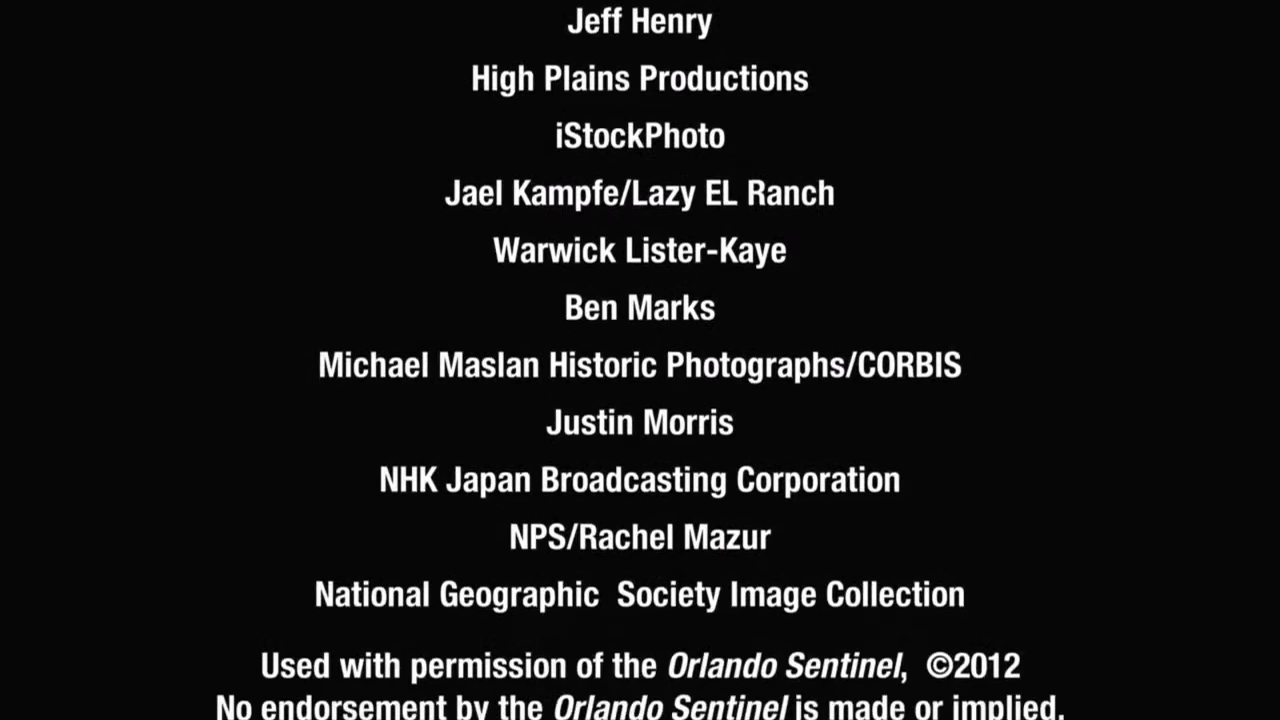 Jeff Henry
High Plains Productions
iStockPhoto
Jael Kampfe/Lazy EL Ranch
Warwick Lister-Kaye
Ben Marks
Michael Maslan Historic Photographs/CORBIS
Justin Morris
NHK Japan Broadcasting Corporation
NPS/Rachel Mazur
National Geographic  Society Image Collection
Used with permission of the Orlando Sentinel,  ©2012
No endorsement by the Orlando Sentinel is made or implied.